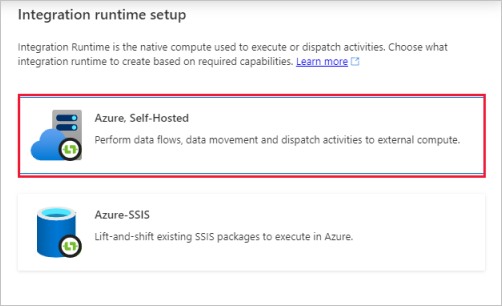 Integration runtime setup
Integration Runtime is the native compute used to execute or dispatch activities. Choose what
integration runtime to create based on required capabilities. Learn more
Azure, Self-Hosted
Perform data flows, data movement and dispatch activities to external compute.
Azure-SSIS
Lift-and-shift existing SSIS packages to execute in Azure.